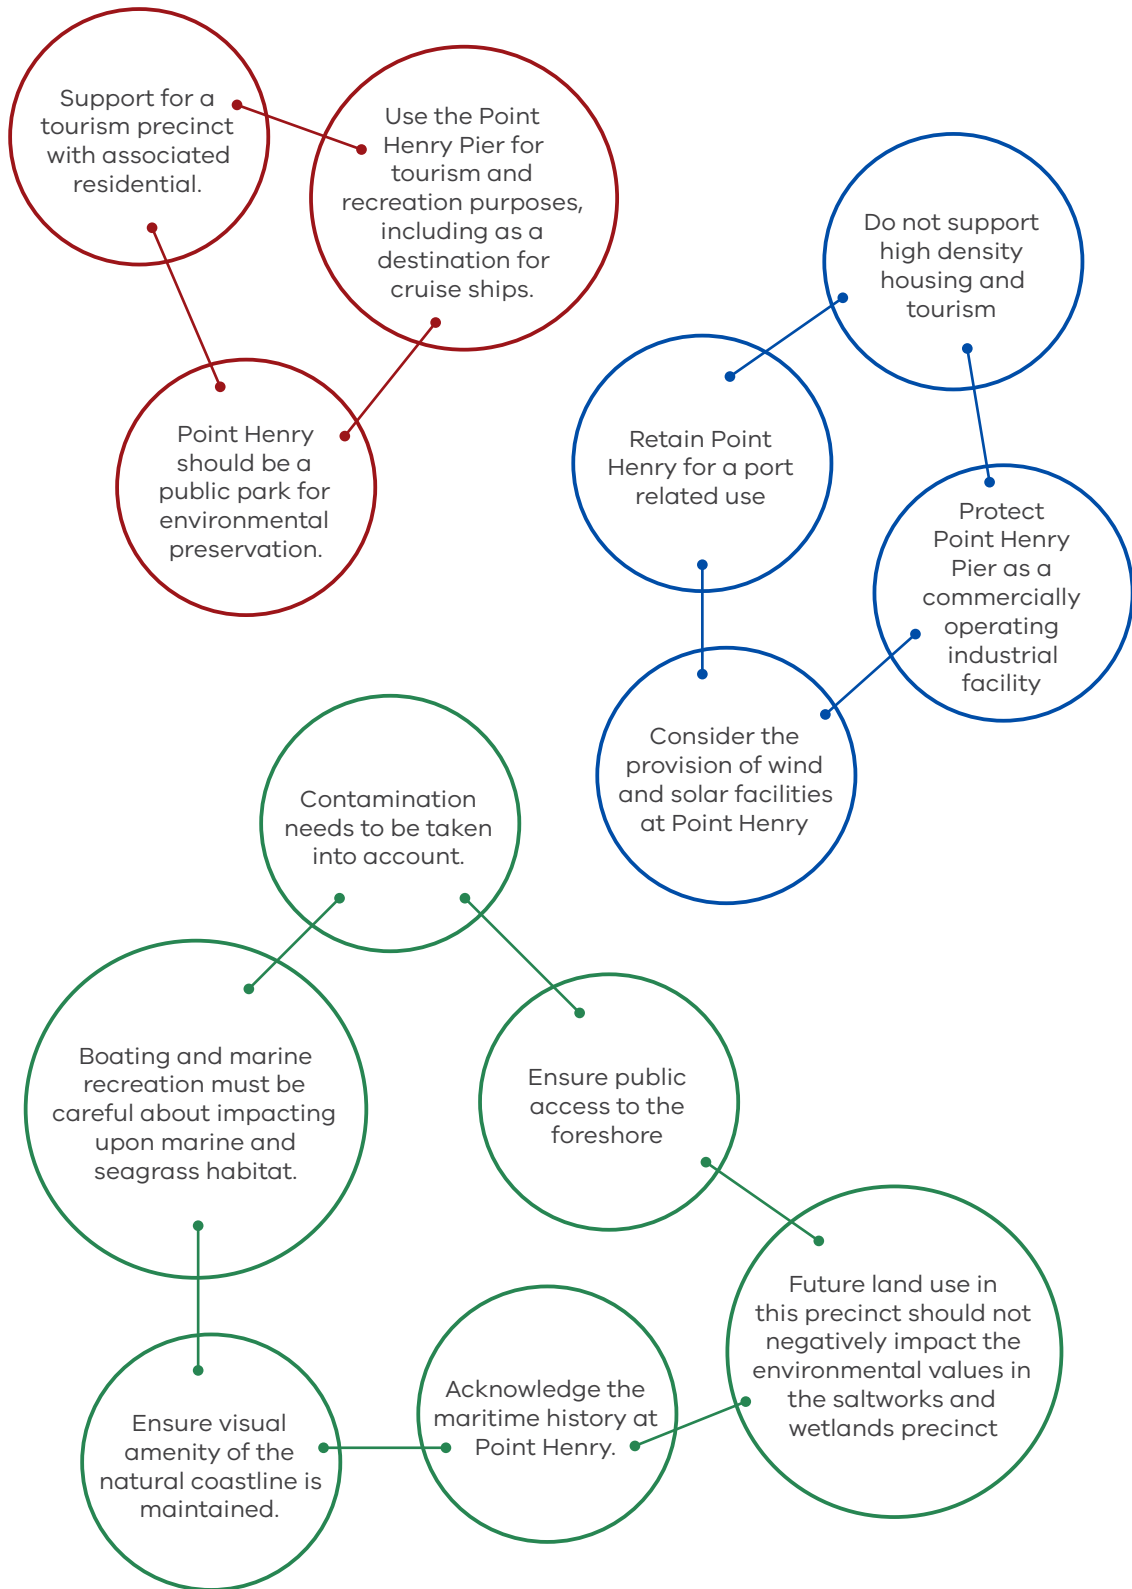 Support for a
tourism precinct
with associated
residential.
Use the Point
Henry Pier for
tourism and
recreation purposes,
including as a
destination for
cruise ships.
Point Henry
should be a
public park for
environmental
preservation.
Do not support
high density
housing and
tourism
Retain Point
Henry for a port
related use
Protect
Point Henry
Pier as a
commercially
operating
industrial
facility
Consider the
provision of wind
and solar facilities
at Point Henry
Contamination
needs to be taken
into account.
Boating and marine
recreation must be
careful about impacting
upon marine and
seagrass habitat.
Ensure public
access to the
foreshore
Future land use in
this precinct should not
negatively impact the
environmental values in
the saltworks and
wetlands precinct
Acknowledge the
maritime history at
Point Henry.
Ensure visual
amenity of the
natural coastline is
maintained.